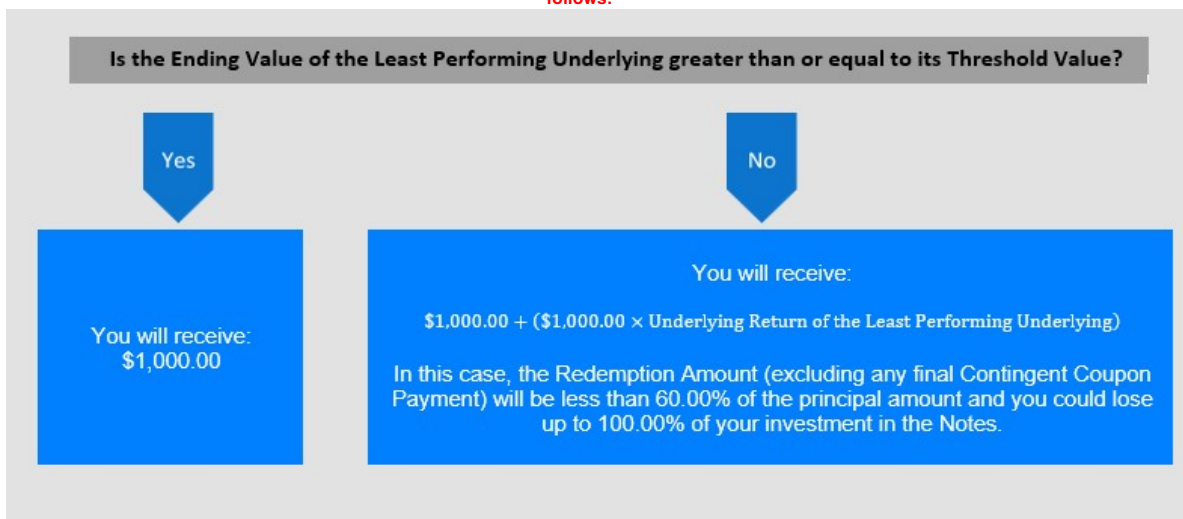 follows:
Is the Ending Value of the Least Performing Underlying greater than or equal to its Threshold Value?
Yes
No
You will receive:
$1,000.00
You will receive:
$1,000.00 + ($1,000.00 × Underlying Return of the Least Performing Underlying)
In this case, the Redemption Amount (excluding any final Contingent Coupon
Payment) will be less than 60.00% of the principal amount and you could lose
up to 100.00% of your investment in the Notes.